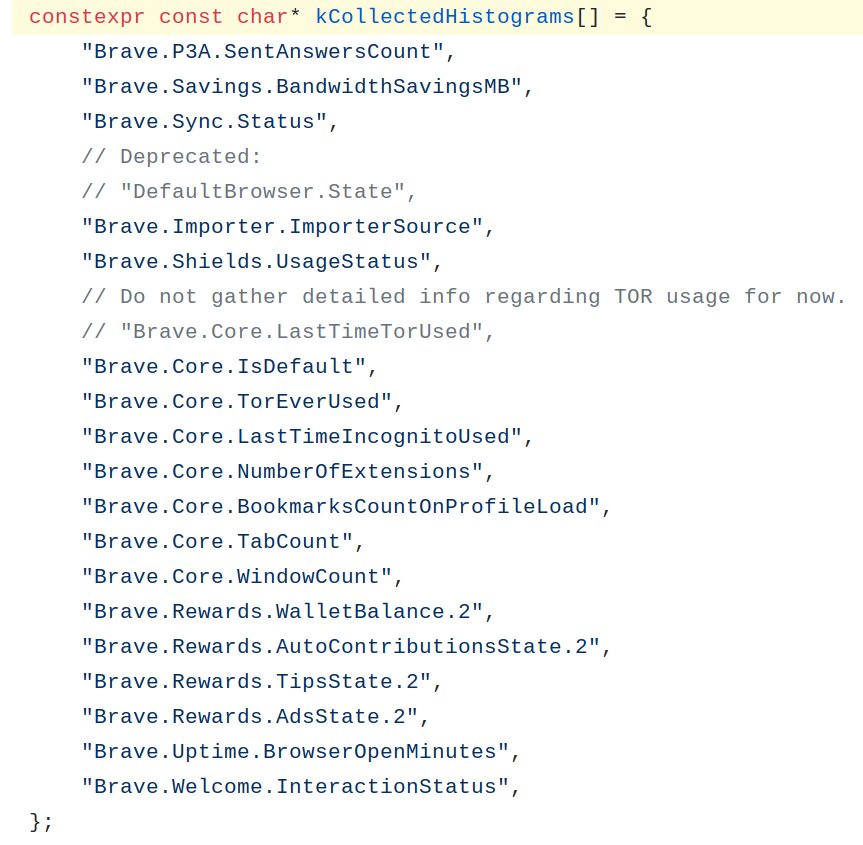 constexpr const char* kCollectedHistograms[] = {
"Brave.P3A.SentAnswersCount",
"Brave.Savings.BandwidthSavingsMB",
"Brave.Sync.Status",
// Deprecated:
// "DefaultBrowser.State",
"Brave.Importer.ImporterSource",
"Brave.Shields.UsageStatus",
// Do not gather detailed info regarding TOR usage for now.
// "Brave.Core.LastTimeTorUsed",
"Brave.Core.IsDefault",
"Brave.Core.TorEverUsed",
"Brave.Core.LastTimeIncognitoUsed",
"Brave.Core.NumberOfExtensions",
"Brave.Core.BookmarksCountOnProfileLoad",
"Brave.Core.TabCount",
"Brave.Core.WindowCount",
"Brave.Rewards.WalletBalance.2",
"Brave.Rewards.AutoContributionsState.2",
"Brave.Rewards.TipsState.2",
"Brave.Rewards.AdsState.2",
"Brave.Uptime.BrowserOpenMinutes",
"Brave.Welcome.InteractionStatus",
};